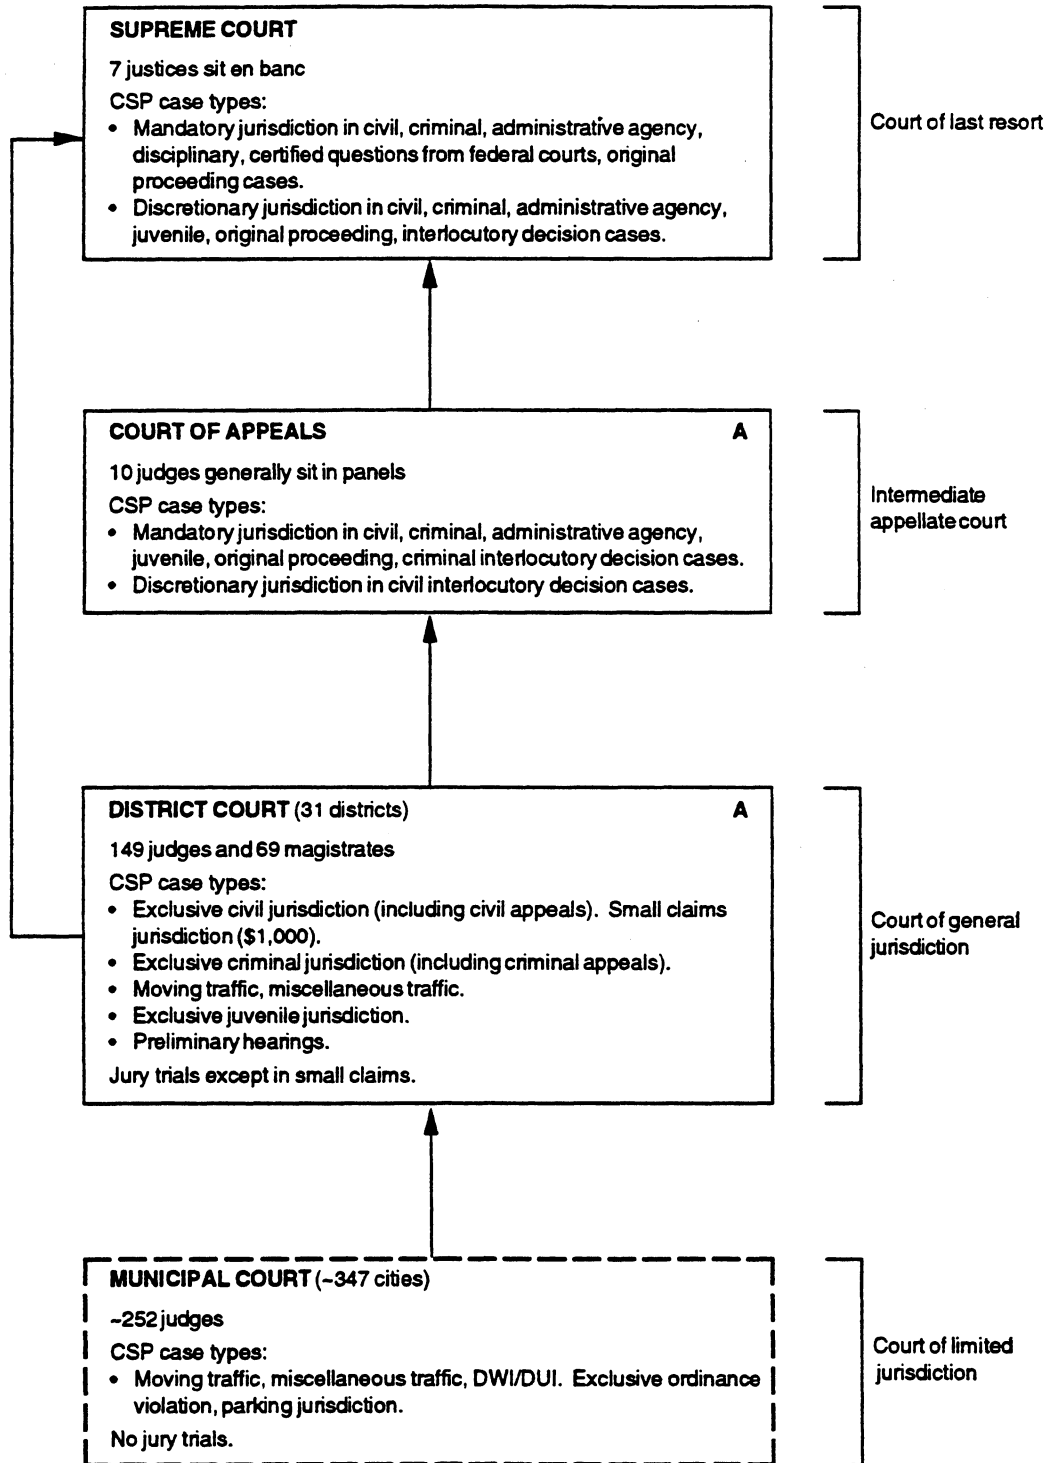 SUPREME COURT
7 justices sit en banc
CSP case types:
• Mandatory jurisdiction in civil, criminal, administrative agency,
disciplinary, certified questions from federal courts, original
proceeding cases.
• Discretionary jurisdiction in civil, criminal, administrative agency,
juvenile, original proceeding, interlocutory decision cases.
Court of last resort
COURT OF APPEALS A
10 judges generally sit in panels
CSP case types:
• Mandatory jurisdiction in civil, criminal, administrative agency,
juvenile, original proceeding, criminal interlocutory decision cases.
• Discretionary jurisdiction in civil interlocutory decision cases.
Intermediate
appellate court
DISTRICT COURT (31 districts) A
149 judges and 69 magistrates
CSP case types:
• Exclusive civil jurisdiction (including civil appeals). Small claims
jurisdiction ($1,000).
• Exclusive criminal jurisdiction (including criminal appeals).
• Moving traffic, miscellaneous traffic.
• Exclusive juvenile jurisdiction.
• Preliminary hearings.
Jury trials except in small claims.
Court of general
jurisdiction
MUNICIPAL COURT (~347 cities)
~252 judges
CSP case types:
• Moving traffic, miscellaneous traffic, DWI/DUI. Exclusive ordinance
violation, parking jurisdiction.
No jury trials.
Court of limited
jurisdiction